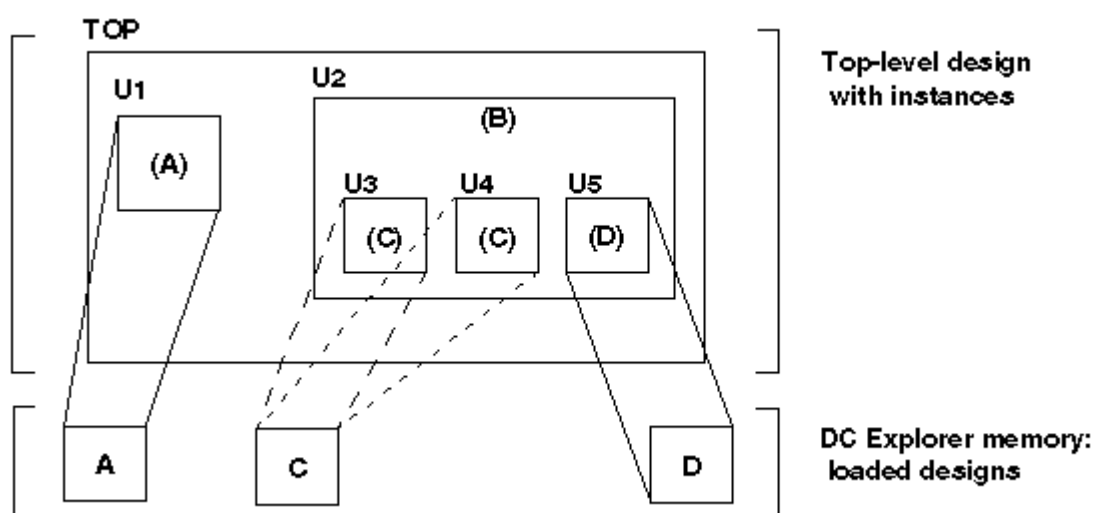 TOP
U1
U2
Top-level design
with instances
(B)
(A)
U3
U4
U5
(C)
(C)
(D)
A
C
D
DC Explorer memory:
loaded designs